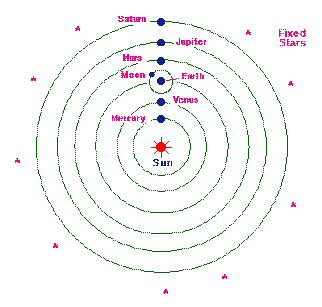 Saturn
Fixed
Stars
Jupiter
Mars
Moon
Earth
Venus
Mercury
Sun